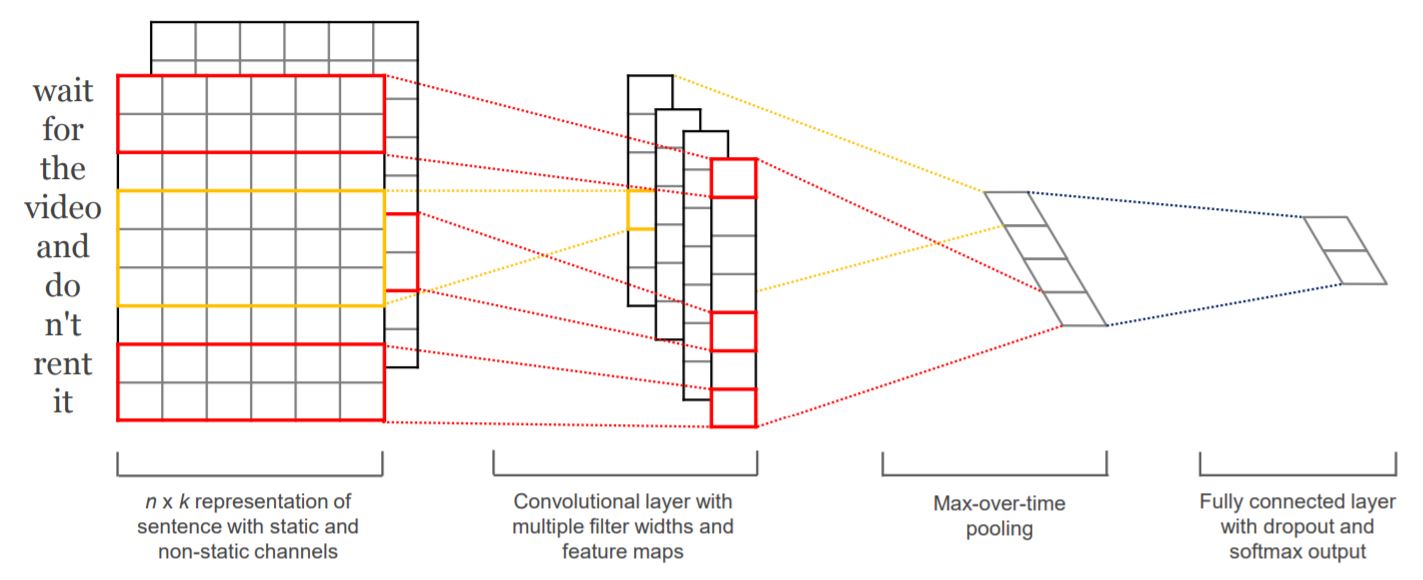 wait
for
the
video
and
do
n't
rent
it
n x k representation of
sentence with static and
non-static channels
Convolutional layer with
multiple filter widths and
feature maps
Max-over-time
pooling
Fully connected layer
with dropout and
softmax output